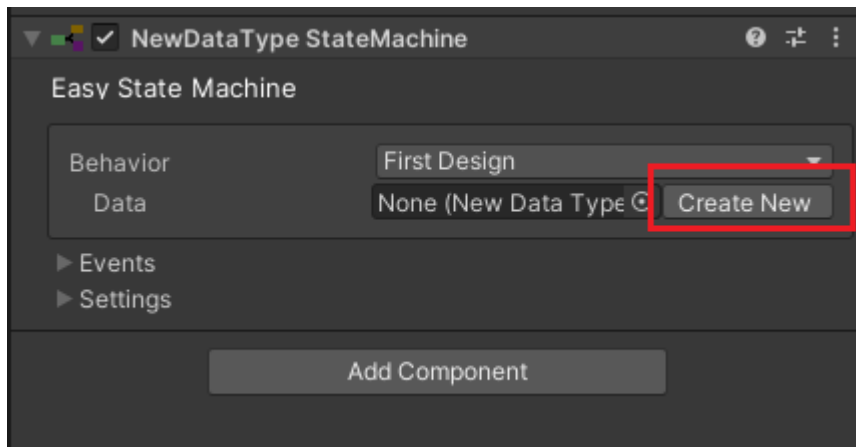 NewDataType StateMachine
Easy State Machine
Behavior First Design
Data None (New Data Type Create New
Events
Settings
Add Component